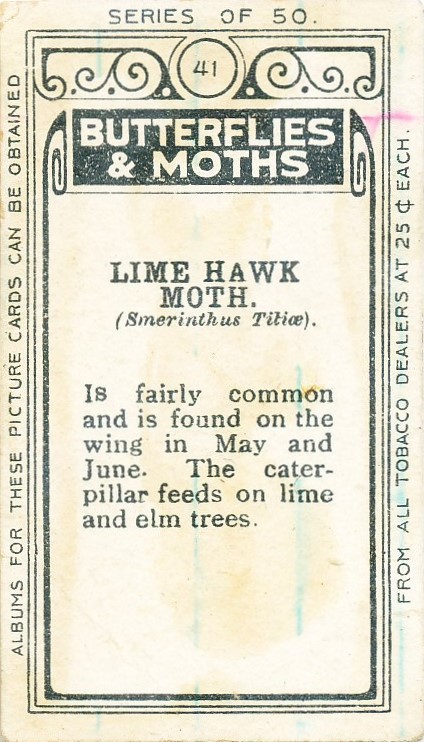 SERIES OF 50.
41
BUTTERFLIES
& MOTHS
LIME HAWK
MOTH.
(Smerinthus Tiliæ).
Is fairly common
and is found on the
wing in May and
June. The cater-
pillar feeds on lime
and elm trees.
ALBUMS FOR THESE PICTURE CARDS CAN BE OBTAINED
FROM ALL TOBACCO DEALERS AT 25 ¢ EACH.